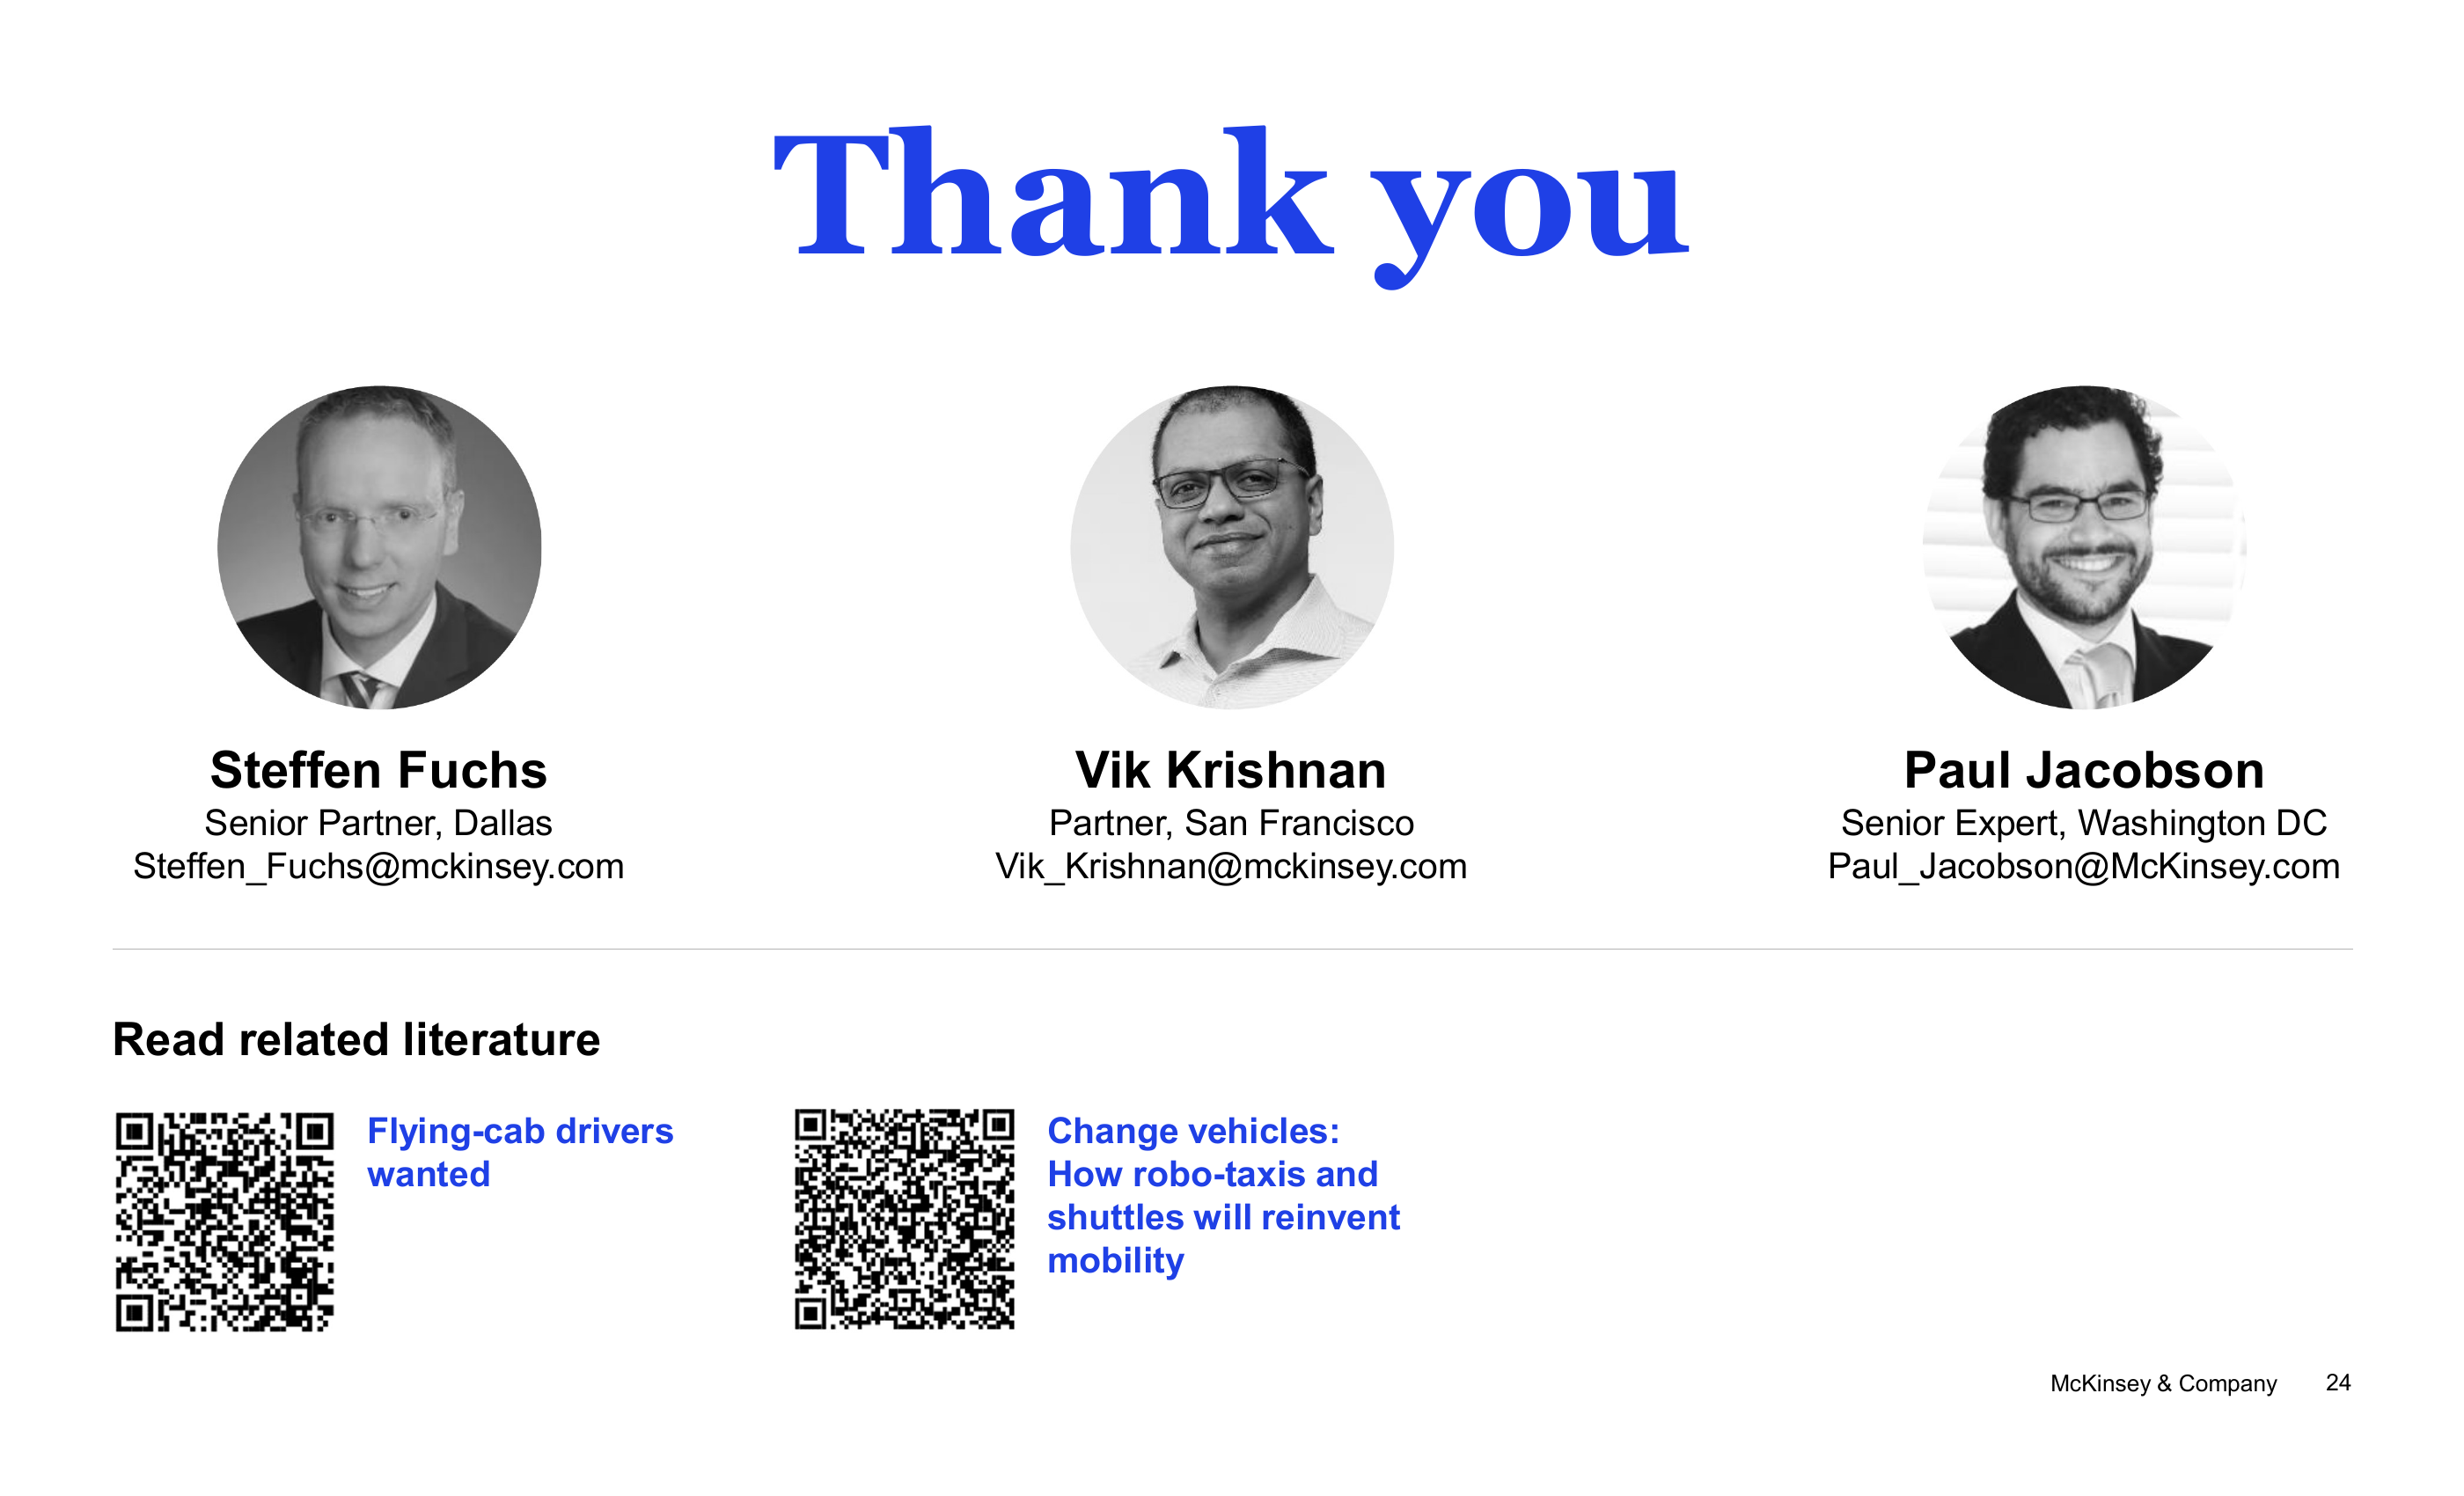 Thank you
Steffen Fuchs
Senior Partner, Dallas
Steffen_Fuchs@mckinsey.com
Vik Krishnan
Partner, San Francisco
Vik_Krishnan@mckinsey.com
Paul Jacobson
Senior Expert, Washington DC
Paul_Jacobson@McKinsey.com
Read related literature
Flying-cab drivers
wanted
Change vehicles:
How robo-taxis and
shuttles will reinvent
mobility
McKinsey & Company 24